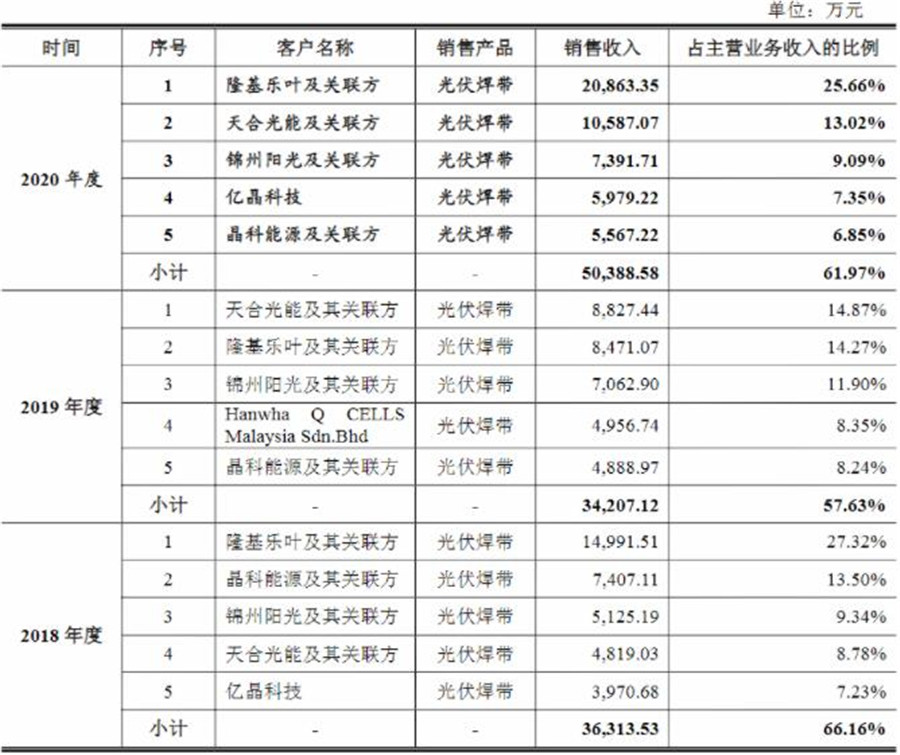 单位：万元
时间 序号 客户名称 销售产品 销售收入 占主营业务收入的比例
2020 年度
1 隆基乐叶及关联方 光伏焊带 20,863.35 25.66%
2 天合光能及关联方 光伏焊带 10,587.07 13.02%
3 锦州阳光及关联方 光伏焊带 7,391.71 9.09%
4 亿晶科技 光伏焊带 5,979.22 7.35%
5 晶科能源及关联方 光伏焊带 5,567.22 6.85%
小计 - - 50,388.58 61.97%
2019 年度
1 天合光能及其关联方 光伏焊带 8,827.44 14.87%
2 隆基乐叶及其关联方 光伏焊带 8,471.07 14.27%
3 锦州阳光及其关联方 光伏焊带 7,062.90 11.90%
4 Hanwha Q CELLS
Malaysia Sdn.Bhd 光伏焊带 4,956.74 8.35%
5 晶科能源及其关联方 光伏焊带 4,888.97 8.24%
小计 - - 34,207.12 57.63%
2018 年度
1 隆基乐叶及其关联方 光伏焊带 14,991.51 27.32%
2 晶科能源及其关联方 光伏焊带 7,407.11 13.50%
3 锦州阳光及其关联方 光伏焊带 5,125.19 9.34%
4 天合光能及其关联方 光伏焊带 4,819.03 8.78%
5 亿晶科技 光伏焊带 3,970.68 7.23%
小计 - - 36,313.53 66.16%